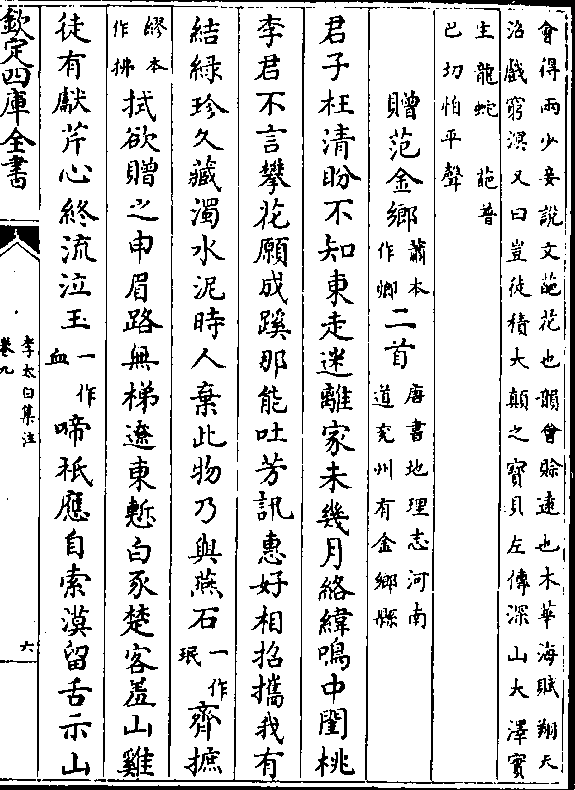 會得兩少妾説文葩花也韻會賒逺也木華海賦翔天
沼戲窮溟又曰豈徒積大顛之寶貝左傳深山大澤實
生龍蛇　葩普
巴切怕平聲
贈范金鄉蕭本作卿二首唐書地理志河南道兖州有金鄉縣
君子枉清盼不知東走迷離家未幾月絡緯鳴中閨桃
李君不言攀花願成蹊那能吐芳訊惠好相招攜我有
結緑珍久藏濁水泥時人棄此物乃與燕石一作珉齊摭
繆本作拂拭欲贈之申眉路無梯遼東慙白豕楚客羞山雞
徒有獻芹心終流泣玉一作血啼祗應自索漠留舌示山
欽定四庫全書
李太白集注
卷九
六